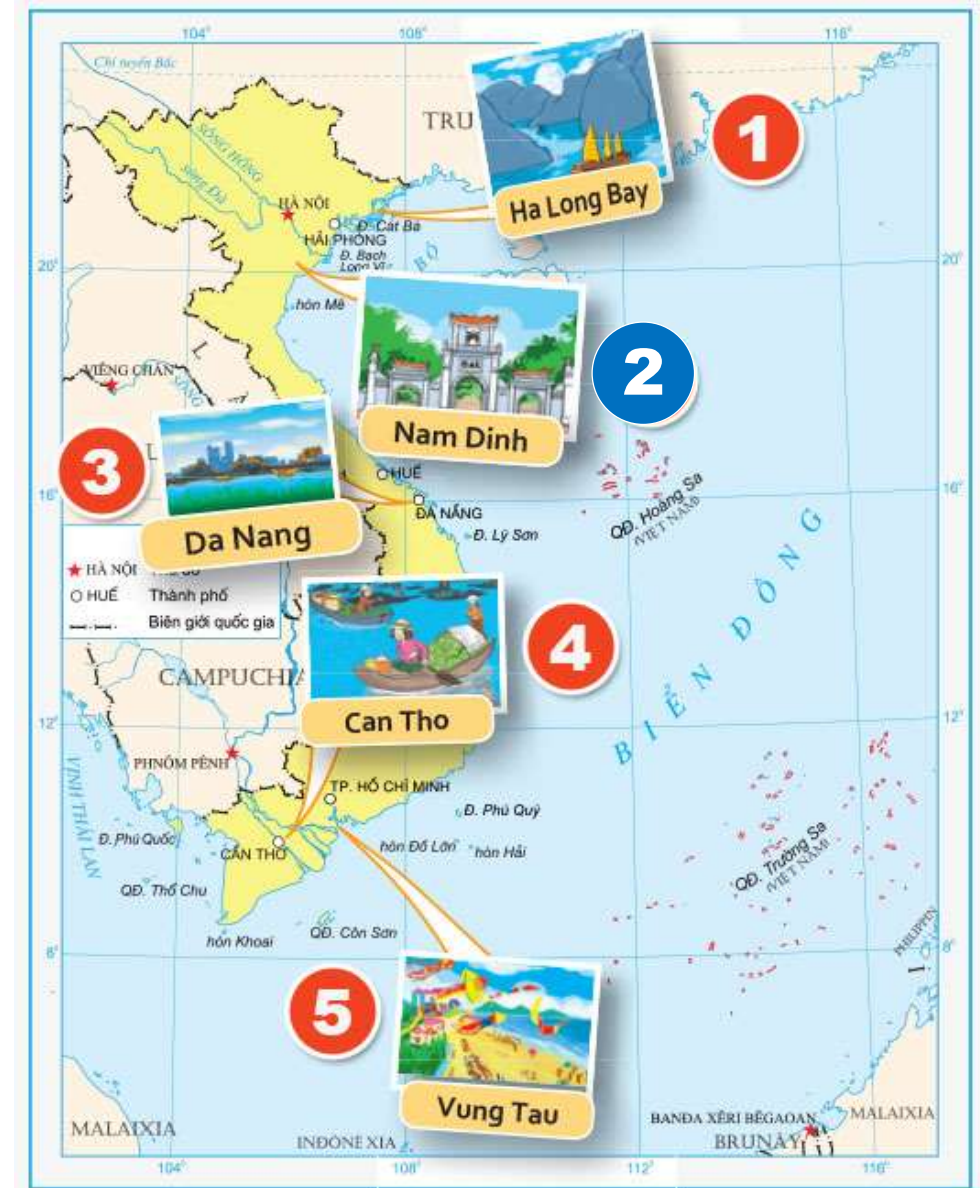 104° 108° 116°
Chí tuyến Bắc
TRU
1
SÔNG HỒNG
Sông Đà
HÀ NỘI
Ha Long Bay
Đ. Cát Bà
HẢI PHÒNG
Đ. Bạch
Long Vĩ
BỘ
20° 20°
hòn Mê
2
VIÊNG CHĂN
SÔNG
L
Nam Dinh
3
HUẾ
16° 16°
ĐÀ NẴNG
QĐ. Hoàng Sa
(VIỆT NAM)
Da Nang
Đ. Lý Sơn
HÀ NỘI
HUẾ Thành phố
Biên giới quốc gia
BIỂN ĐÔNG
4
CAMPUCHIA
Can Tho
12° 12°
PHNÔM PÊNH
VỊNH THÁI LAN
TP. HỒ CHÍ MINH
Đ. Phú Quý
Đ. Phú Quốc
CẦN THƠ
hòn Đồ Lớn
hòn Hải
QĐ. Trường Sa
(VIỆT NAM)
QĐ. Thổ Chu
QĐ. Côn Sơn
hòn Khoai
PHILIPPIN
8° 8°
5
Vung Tau
MALAIXIA
INĐÔNÊXIA
BANĐA XÊRI BÊGAOAN
MALAIXIA
BRUNÂY
104° 108° 112° 116°